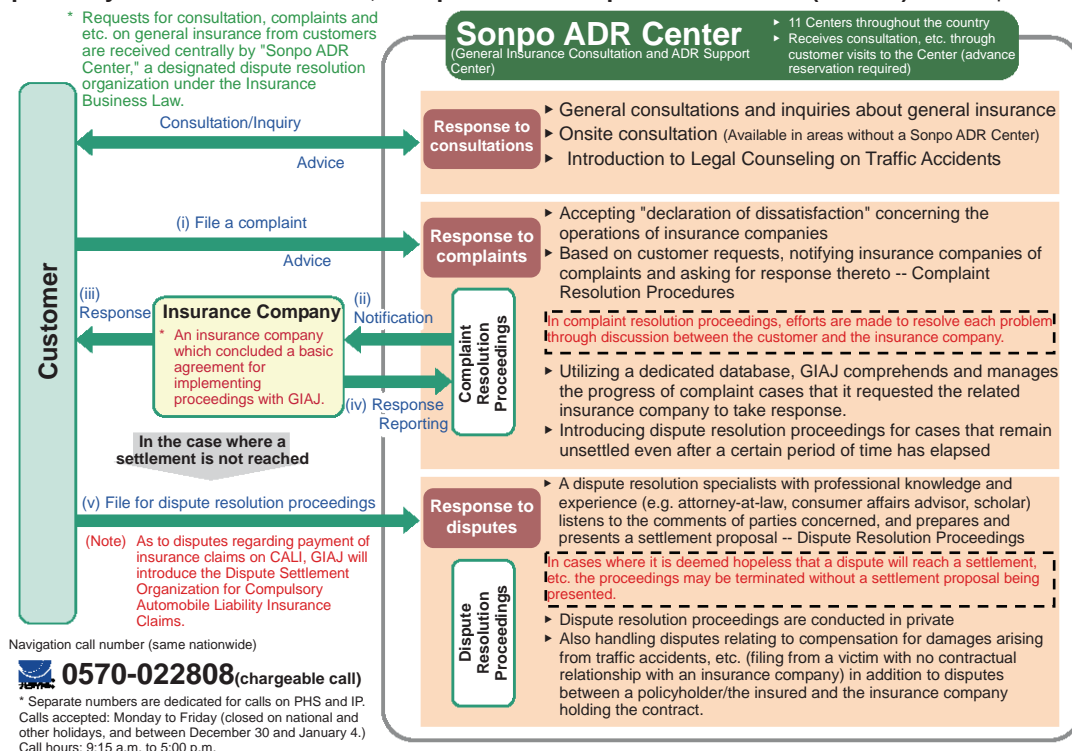 * Requests for consultation, complaints and
etc. on general insurance from customers
are received centrally by "Sonpo ADR
Center," a designated dispute resolution
organization under the Insurance
Business Law.
Sonpo ADR Center
(General Insurance Consultation and ADR Support
Center)
▶ 11 Centers throughout the country
▶ Receives consultation, etc. through
customer visits to the Center (advance
reservation required)
Customer
Consultation/Inquiry
Advice
Response to
consultations
▶ General consultations and inquiries about general insurance
▶ Onsite consultation (Available in areas without a Sonpo ADR Center)
▶ Introduction to Legal Counseling on Traffic Accidents
(i) File a complaint
Advice
Response to
complaints
▶ Accepting "declaration of dissatisfaction" concerning the
operations of insurance companies
▶ Based on customer requests, notifying insurance companies of
complaints and asking for response thereto -- Complaint
Resolution Procedures
(iii)
Response
Insurance Company
* An insurance company
which concluded a basic
agreement for
implementing
proceedings with GIAJ.
(ii)
Notification
(iv) Response
Reporting
Complaint
Resolution
Proceedings
In complaint resolution proceedings, efforts are made to resolve each problem
through discussion between the customer and the insurance company.
▶ Utilizing a dedicated database, GIAJ comprehends and manages
the progress of complaint cases that it requested the related
insurance company to take response.
▶ Introducing dispute resolution proceedings for cases that remain
unsettled even after a certain period of time has elapsed
In the case where a
settlement is not reached
(v) File for dispute resolution proceedings
(Note) As to disputes regarding payment of
insurance claims on CALI, GIAJ will
introduce the Dispute Settlement
Organization for Compulsory
Automobile Liability Insurance
Claims.
Response to
disputes
▶ A dispute resolution specialists with professional knowledge and
experience (e.g. attorney-at-law, consumer affairs advisor, scholar)
listens to the comments of parties concerned, and prepares and
presents a settlement proposal -- Dispute Resolution Proceedings
Dispute
Resolution
Proceedings
In cases where it is deemed hopeless that a dispute will reach a settlement,
etc. the proceedings may be terminated without a settlement proposal being
presented.
▶ Dispute resolution proceedings are conducted in private
▶ Also handling disputes relating to compensation for damages arising
from traffic accidents, etc. (filing from a victim with no contractual
relationship with an insurance company) in addition to disputes
between a policyholder/the insured and the insurance company
holding the contract.
Navigation call number (same nationwide)
0570-022808(chargeable call)
* Separate numbers are dedicated for calls on PHS and IP.
Calls accepted: Monday to Friday (closed on national and
other holidays, and between December 30 and January 4.)
Call hours: 9:15 a.m. to 5:00 p.m.